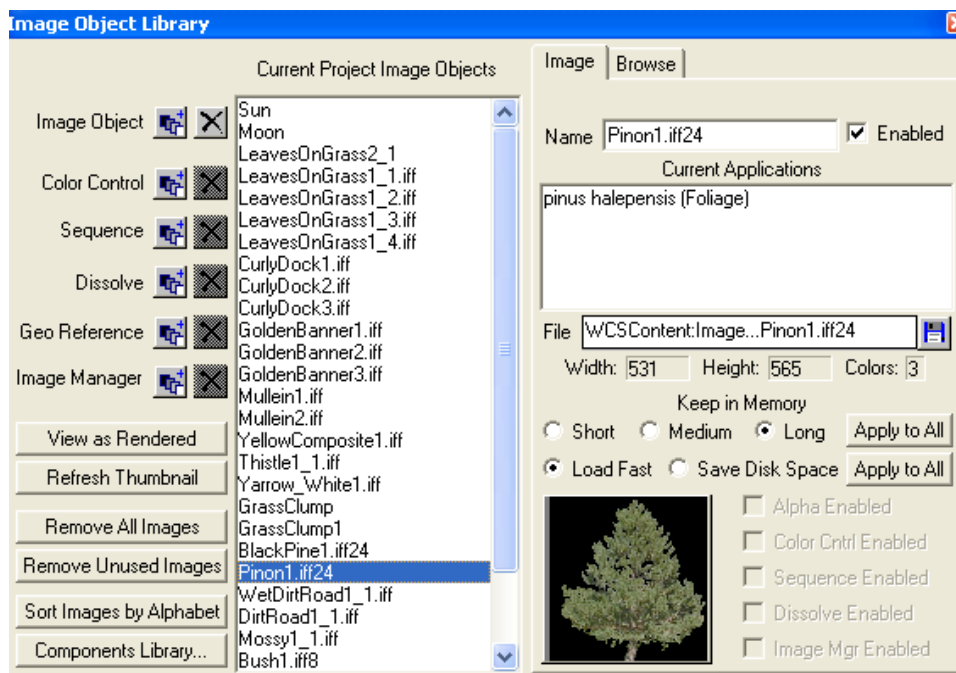 Image Object Library
Current Project Image Objects
Image Object
Color Control
Sequence
Dissolve
Geo Reference
Image Manager
View as Rendered
Refresh Thumbnail
Remove All Images
Remove Unused Images
Sort Images by Alphabet
Components Library...
Sun
Moon
LeavesOnGrass2_1
LeavesOnGrass1_1.iff
LeavesOnGrass1_2.iff
LeavesOnGrass1_3.iff
LeavesOnGrass1_4.iff
CurlyDock1.iff
CurlyDock2.iff
CurlyDock3.iff
GoldenBanner1.iff
GoldenBanner2.iff
GoldenBanner3.iff
Mullein1.iff
Mullein2.iff
YellowComposite1.iff
Thistle1_1.iff
Yarrow_White1.iff
GrassClump
GrassClump1
BlackPine1.iff24
Pinon1.iff24
WetDirtRoad1_1.iff
DirtRoad1_1.iff
Mossy1_1.iff
Bush1.iff8
Image Browse
Name Pinon1.iff24 Enabled
Current Applications
pinus halepensis (Foliage)
File WCSContent:Image...Pinon1.iff24
Width: 531 Height: 565 Colors: 3
Keep in Memory
Short Medium Long Apply to All
Load Fast Save Disk Space Apply to All
Alpha Enabled
Color Cntrl Enabled
Sequence Enabled
Dissolve Enabled
Image Mgr Enabled